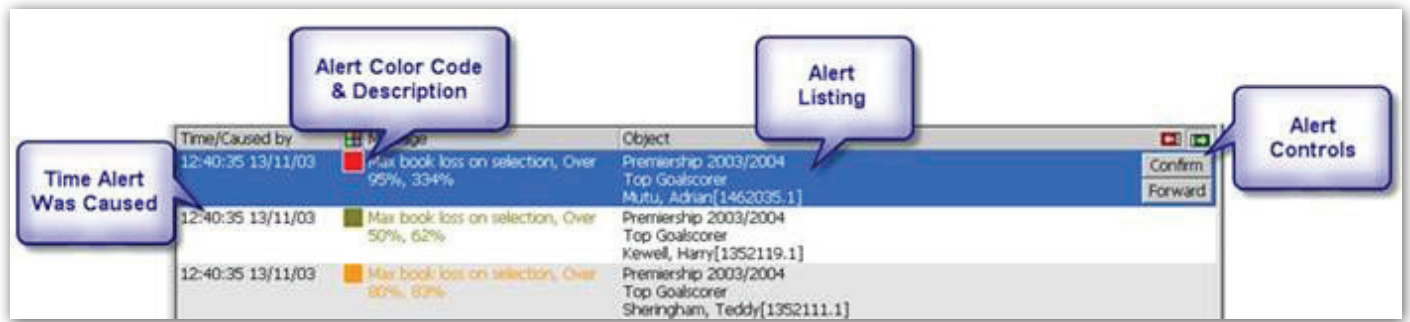 Alert Color Code
& Description
Alert
Listing
Alert
Controls
Time Alert
Was Caused
Time/Caused by
Object
12:40:35 13/11/03
Max book loss on selection, Over
95%, 334%
Premiership 2003/2004
Top Goalscorer
Mutu, Adrian[1462035.1]
Confirm
Forward
12:40:35 13/11/03
Max book loss on selection, Over
50%, 62%
Premiership 2003/2004
Top Goalscorer
Kewell, Harry[1352119.1]
12:40:35 13/11/03
Max book loss on selection, Over
80%, 83%
Premiership 2003/2004
Top Goalscorer
Sheringham, Teddy[1352111.1]